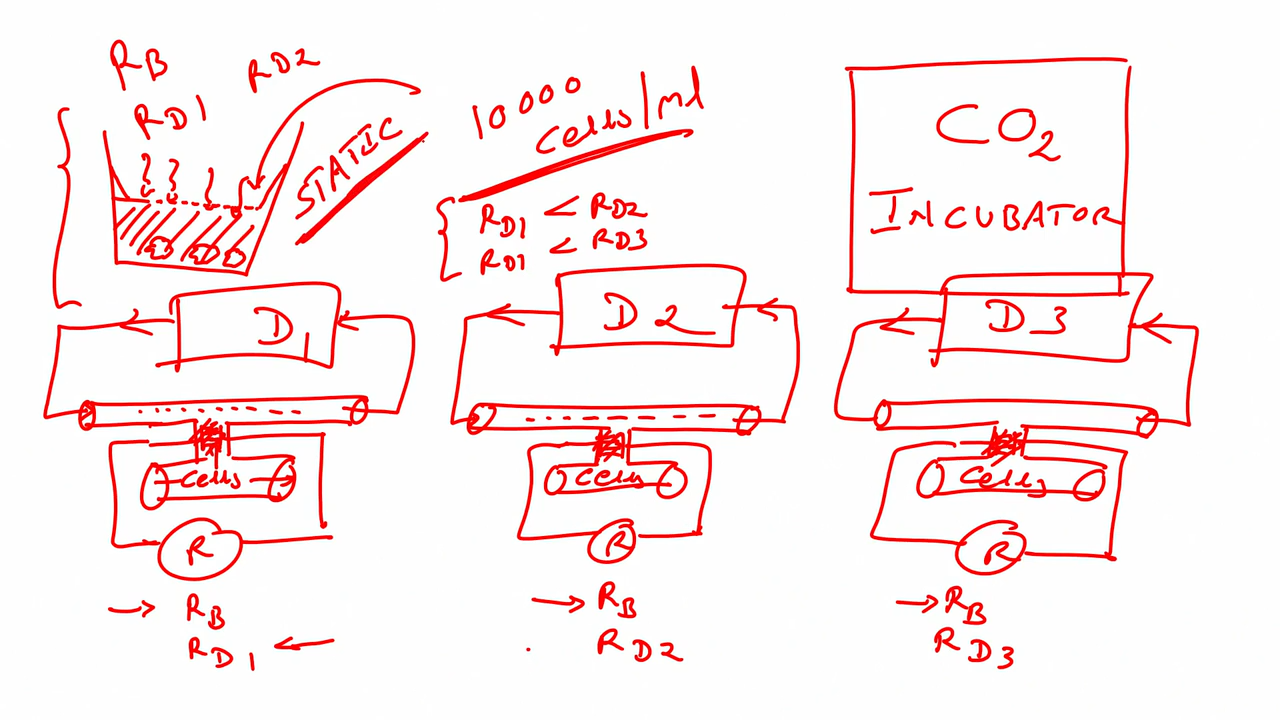 RB
RD2
RD1
STATIC
10000
Cells/ml
RD1 < RD2
RD1 < RD3
CO2
INCUBATOR
D1
D2
D3
Cells
Cells
Cells
R
R
R
→ RB
RD1 ←
→ RB
RD2
→ RB
RD3